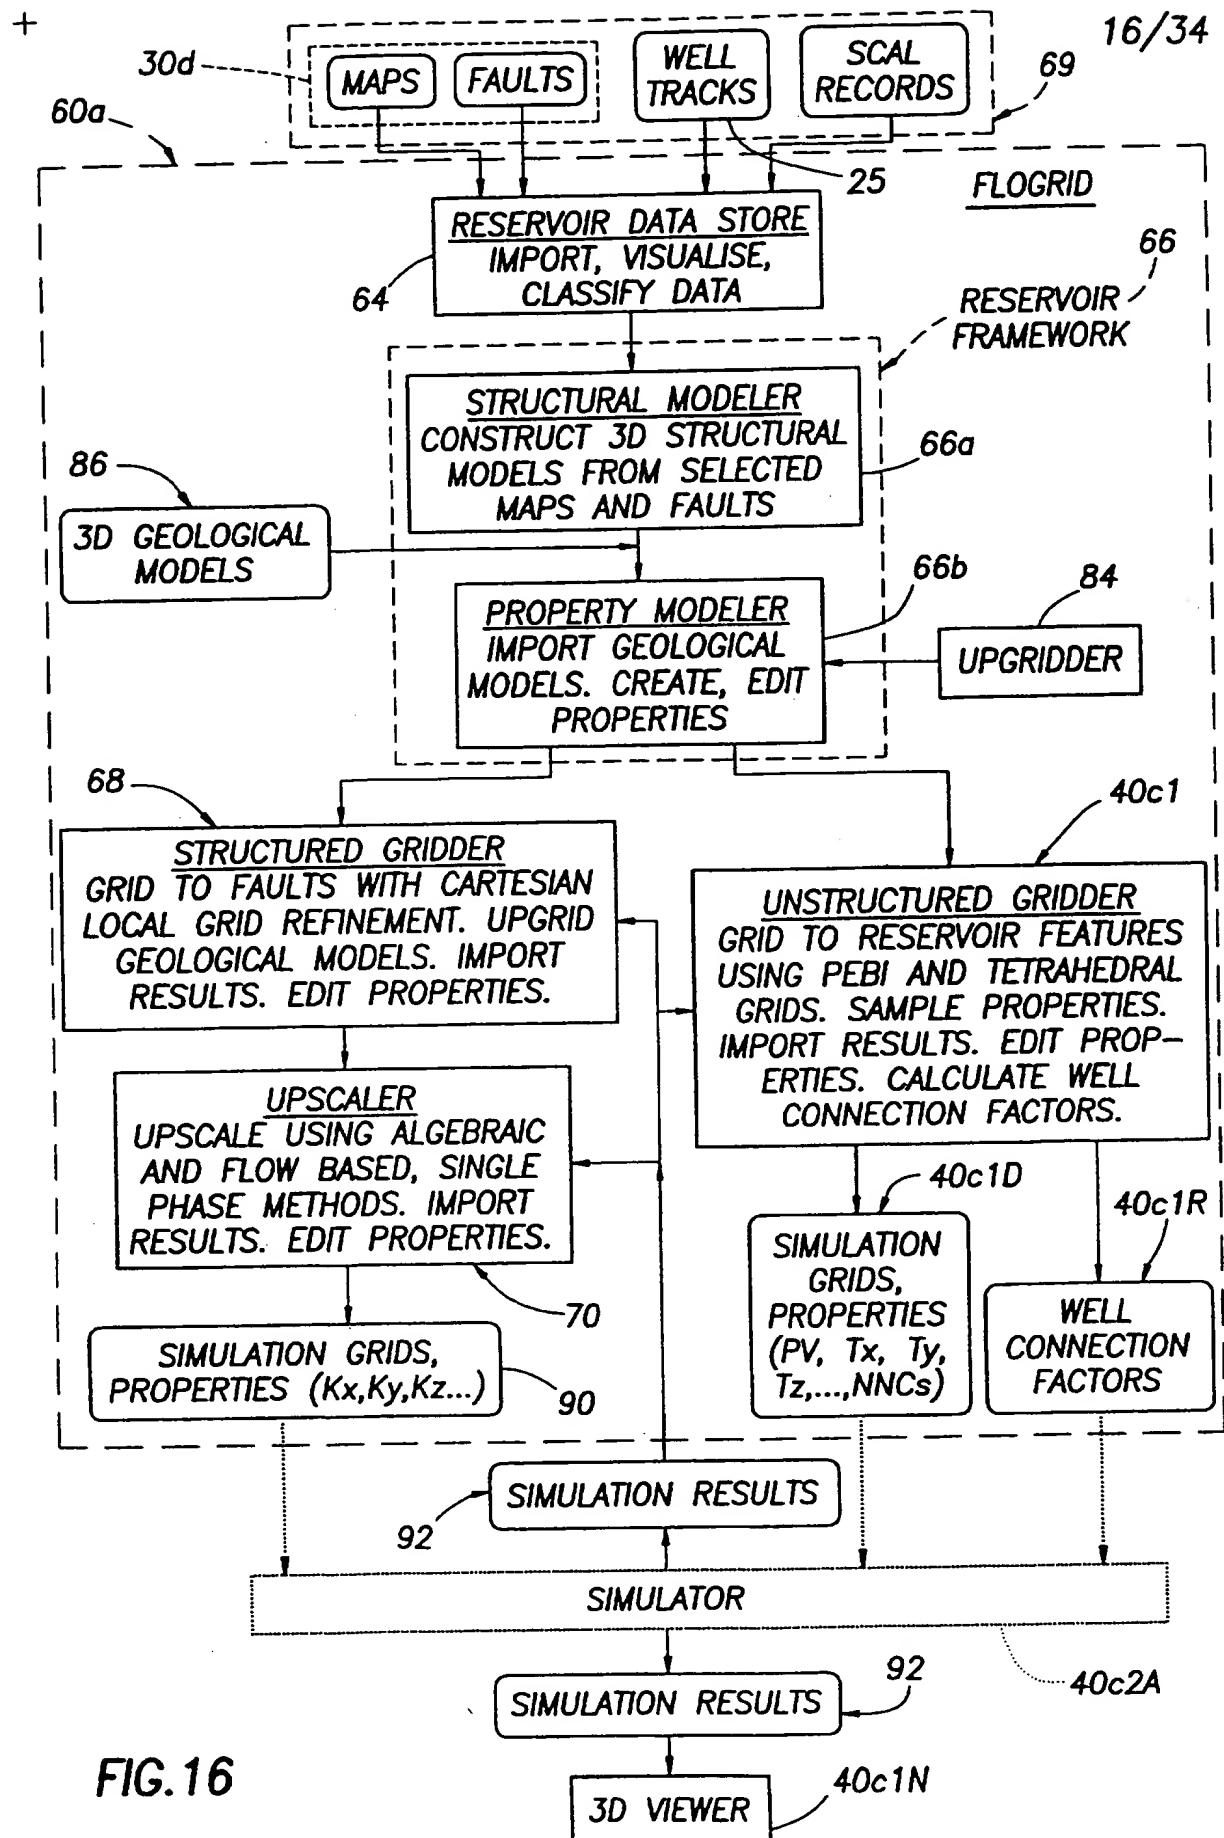 +
16/34
30d
MAPS
FAULTS
WELL
TRACKS
SCAL
RECORDS
69
60a
25
FLOGRID
RESERVOIR DATA STORE
IMPORT, VISUALISE,
CLASSIFY DATA
64
66
RESERVOIR
FRAMEWORK
STRUCTURAL MODELER
CONSTRUCT 3D STRUCTURAL
MODELS FROM SELECTED
MAPS AND FAULTS
66a
86
3D GEOLOGICAL
MODELS
66b
PROPERTY MODELER
IMPORT GEOLOGICAL
MODELS. CREATE, EDIT
PROPERTIES
84
UPGRIDDER
68
40c1
STRUCTURED GRIDDER
GRID TO FAULTS WITH CARTESIAN
LOCAL GRID REFINEMENT. UPGRID
GEOLOGICAL MODELS. IMPORT
RESULTS. EDIT PROPERTIES.
UNSTRUCTURED GRIDDER
GRID TO RESERVOIR FEATURES
USING PEBI AND TETRAHEDRAL
GRIDS. SAMPLE PROPERTIES.
IMPORT RESULTS. EDIT PROP-
ERTIES. CALCULATE WELL
CONNECTION FACTORS.
UPSCALER
UPSCALE USING ALGEBRAIC
AND FLOW BASED, SINGLE
PHASE METHODS. IMPORT
RESULTS. EDIT PROPERTIES.
70
40c1D
40c1R
SIMULATION GRIDS,
PROPERTIES (Kx,Ky,Kz...)
90
SIMULATION
GRIDS,
PROPERTIES
(PV, Tx, Ty,
Tz,...,NNCs)
WELL
CONNECTION
FACTORS
SIMULATION RESULTS
92
SIMULATOR
40c2A
SIMULATION RESULTS
92
3D VIEWER
40c1N
FIG.16